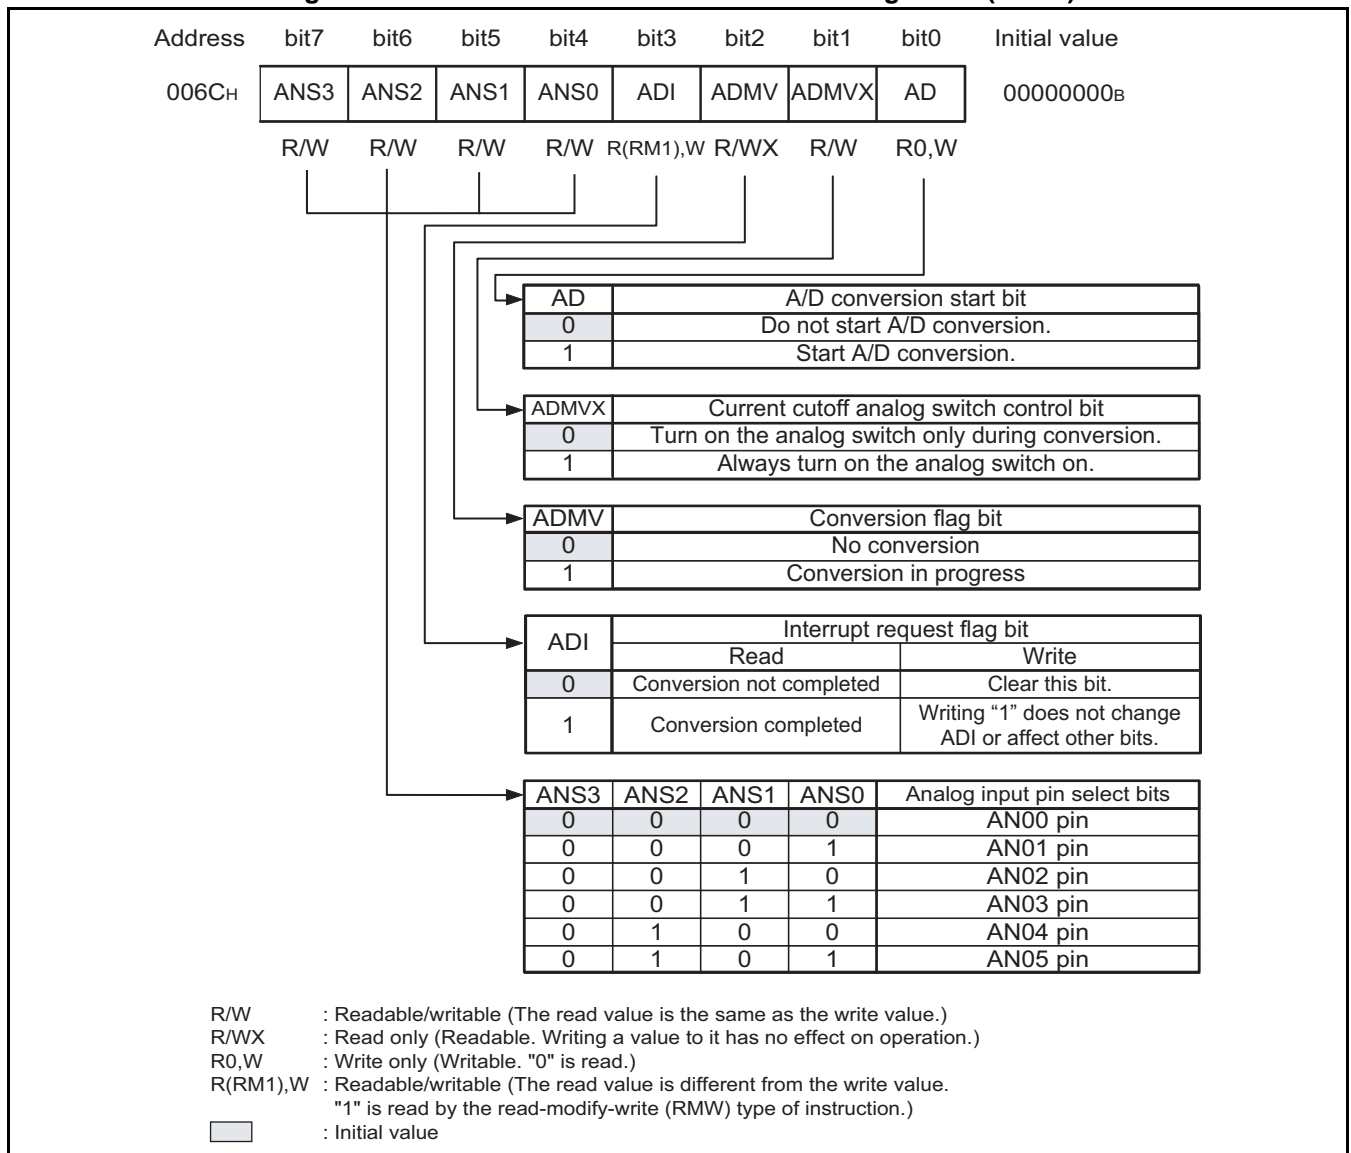 Address bit7 bit6 bit5 bit4 bit3 bit2 bit1 bit0 Initial value
006CH ANS3 ANS2 ANS1 ANS0 ADI ADMV ADMVX AD 00000000B
R/W R/W R/W R/W R(RM1),W R/WX R/W R0,W
AD A/D conversion start bit
0 Do not start A/D conversion.
1 Start A/D conversion.
ADMVX Current cutoff analog switch control bit
0 Turn on the analog switch only during conversion.
1 Always turn on the analog switch on.
ADMV Conversion flag bit
0 No conversion
1 Conversion in progress
ADI Interrupt request flag bit
Read Write
0 Conversion not completed Clear this bit.
1 Conversion completed Writing “1” does not change
ADI or affect other bits.
ANS3 ANS2 ANS1 ANS0 Analog input pin select bits
0 0 0 0 AN00 pin
0 0 0 1 AN01 pin
0 0 1 0 AN02 pin
0 0 1 1 AN03 pin
0 1 0 0 AN04 pin
0 1 0 1 AN05 pin
R/W : Readable/writable (The read value is the same as the write value.)
R/WX : Read only (Readable. Writing a value to it has no effect on operation.)
R0,W : Write only (Writable. "0" is read.)
R(RM1),W : Readable/writable (The read value is different from the write value.
"1" is read by the read-modify-write (RMW) type of instruction.)
: Initial value